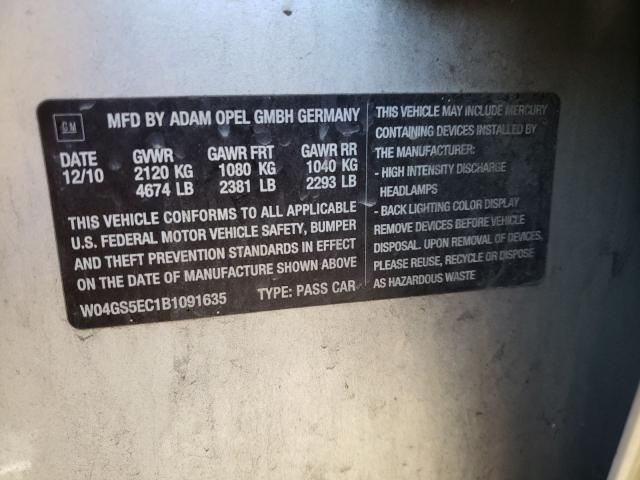 GM
MFD BY ADAM OPEL GMBH GERMANY
DATE GVWR GAWR FRT GAWR RR
12/10 2120 KG 1080 KG 1040 KG
4674 LB 2381 LB 2293 LB
THIS VEHICLE CONFORMS TO ALL APPLICABLE
U.S. FEDERAL MOTOR VEHICLE SAFETY, BUMPER
AND THEFT PREVENTION STANDARDS IN EFFECT
ON THE DATE OF MANUFACTURE SHOWN ABOVE
W04GS5EC1B1091635 TYPE: PASS CAR
THIS VEHICLE MAY INCLUDE MERCURY
CONTAINING DEVICES INSTALLED BY
THE MANUFACTURER:
- HIGH INTENSITY DISCHARGE
HEADLAMPS
- BACK LIGHTING COLOR DISPLAY
REMOVE DEVICES BEFORE VEHICLE
DISPOSAL. UPON REMOVAL OF DEVICES,
PLEASE REUSE, RECYCLE OR DISPOSE
AS HAZARDOUS WASTE